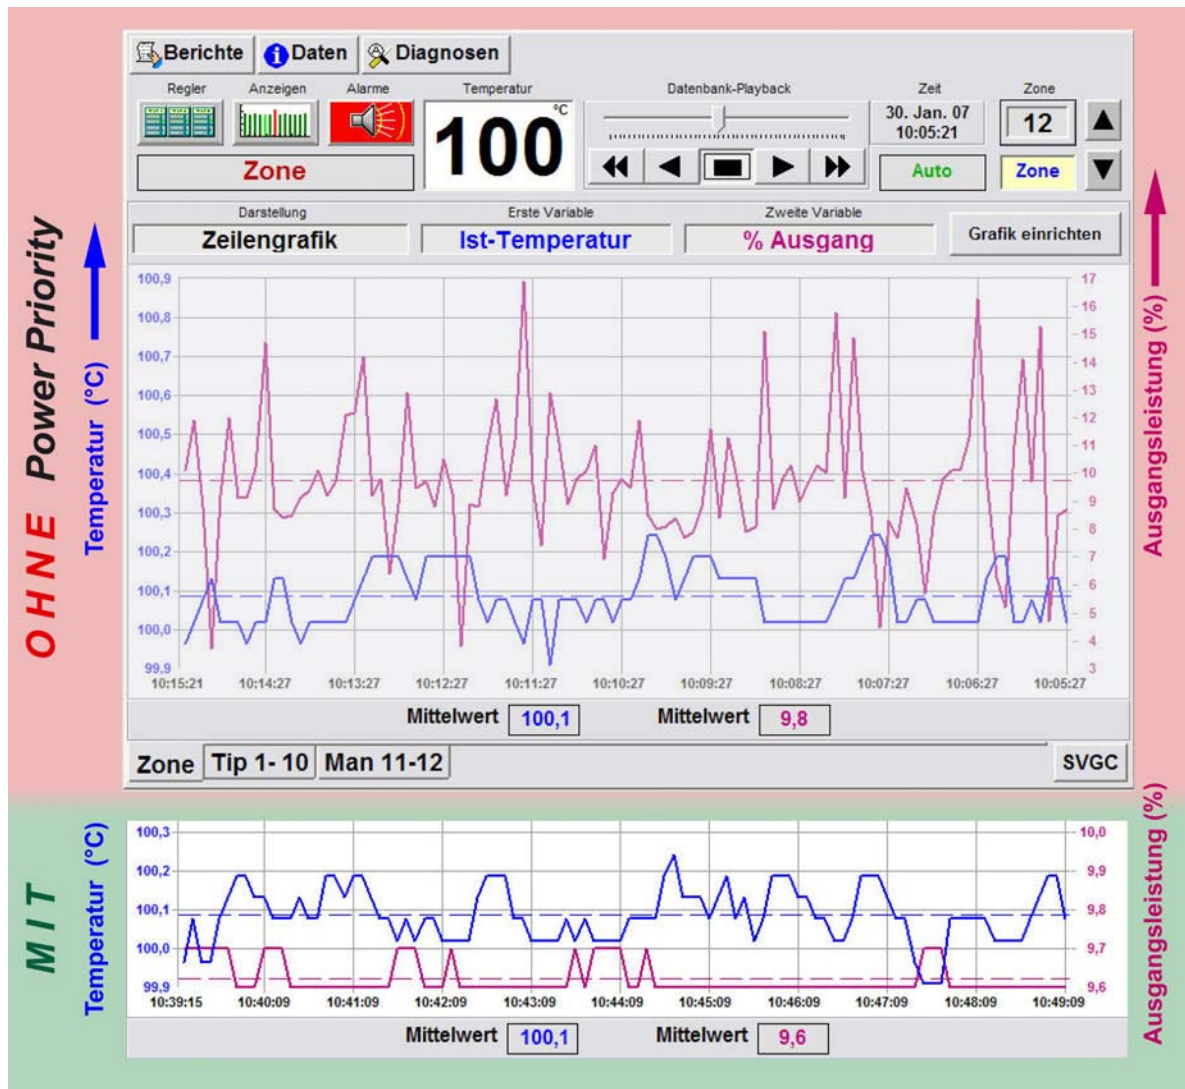 Berichte Daten Diagnosen
Regler Anzeigen Alarme Temperatur Datenbank-Playback Zeit Zone
°C
100
30. Jan. 07
10:05:21
12
Zone
Auto
Zone
Darstellung Erste Variable Zweite Variable
Zeilengrafik Ist-Temperatur % Ausgang Grafik einrichten
OHNE Power Priority
Temperatur (°C)
100,9
100,8
100,7
100,6
100,5
100,4
100,3
100,2
100,1
100,0
99,9
17
16
15
14
13
12
11
10
9
8
7
6
5
4
3
Ausgangsleistung (%)
10:15:21 10:14:27 10:13:27 10:12:27 10:11:27 10:10:27 10:09:27 10:08:27 10:07:27 10:06:27 10:05:27
Mittelwert 100,1 Mittelwert 9,8
Zone Tip 1- 10 Man 11-12 SVGC
MIT
Temperatur (°C)
100,3
100,2
100,1
100,0
99,9
10,0
9,9
9,8
9,7
9,6
Ausgangsleistung (%)
10:39:15 10:40:09 10:41:09 10:42:09 10:43:09 10:44:09 10:45:09 10:46:09 10:47:09 10:48:09 10:49:09
Mittelwert 100,1 Mittelwert 9,6